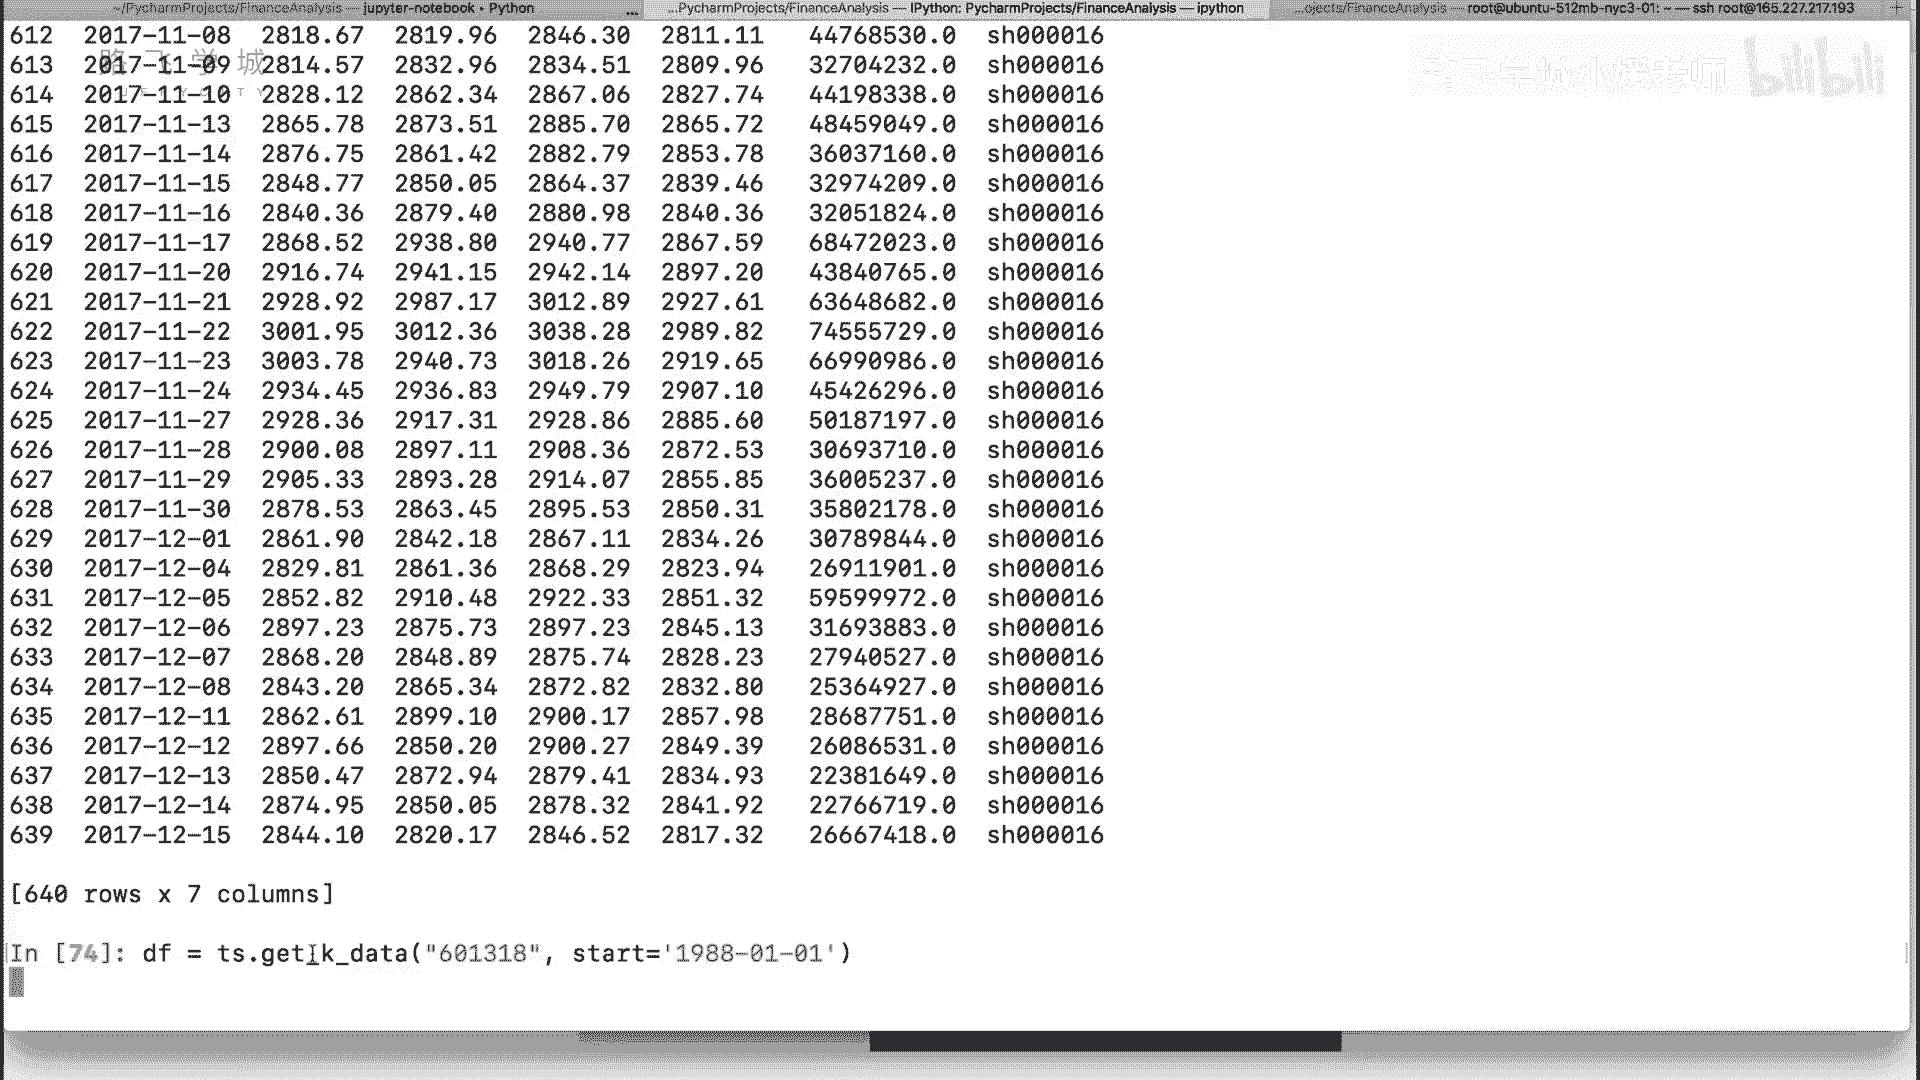 ~/PycharmProjects/FinanceAnalysis — jupyter-notebook • Python ... ...PycharmProjects/FinanceAnalysis — IPython: PycharmProjects/FinanceAnalysis — ipython ...ojects/FinanceAnalysis — root@ubuntu-512mb-nyc3-01: ~ — ssh root@165.227.217.193 +
612 2017-11-08 2818.67 2819.96 2846.30 2811.11 44768530.0 sh000016
路飞学城
bilibili
613 2017-11-09 2814.57 2832.96 2834.51 2809.96 32704232.0 sh000016
614 2017-11-10 2828.12 2862.34 2867.06 2827.74 44198338.0 sh000016
615 2017-11-13 2865.78 2873.51 2885.70 2865.72 48459049.0 sh000016
616 2017-11-14 2876.75 2861.42 2882.79 2853.78 36037160.0 sh000016
617 2017-11-15 2848.77 2850.05 2864.37 2839.46 32974209.0 sh000016
618 2017-11-16 2840.36 2879.40 2880.98 2840.36 32051824.0 sh000016
619 2017-11-17 2868.52 2938.80 2940.77 2867.59 68472023.0 sh000016
620 2017-11-20 2916.74 2941.15 2942.14 2897.20 43840765.0 sh000016
621 2017-11-21 2928.92 2987.17 3012.89 2927.61 63648682.0 sh000016
622 2017-11-22 3001.95 3012.36 3038.28 2989.82 74555729.0 sh000016
623 2017-11-23 3003.78 2940.73 3018.26 2919.65 66990986.0 sh000016
624 2017-11-24 2934.45 2936.83 2949.79 2907.10 45426296.0 sh000016
625 2017-11-27 2928.36 2917.31 2928.86 2885.60 50187197.0 sh000016
626 2017-11-28 2900.08 2897.11 2908.36 2872.53 30693710.0 sh000016
627 2017-11-29 2905.33 2893.28 2914.07 2855.85 36005237.0 sh000016
628 2017-11-30 2878.53 2863.45 2895.53 2850.31 35802178.0 sh000016
629 2017-12-01 2861.90 2842.18 2867.11 2834.26 30789844.0 sh000016
630 2017-12-04 2829.81 2861.36 2868.29 2823.94 26911901.0 sh000016
631 2017-12-05 2852.82 2910.48 2922.33 2851.32 59599972.0 sh000016
632 2017-12-06 2897.23 2875.73 2897.23 2845.13 31693883.0 sh000016
633 2017-12-07 2868.20 2848.89 2875.74 2828.23 27940527.0 sh000016
634 2017-12-08 2843.20 2865.34 2872.82 2832.80 25364927.0 sh000016
635 2017-12-11 2862.61 2899.10 2900.17 2857.98 28687751.0 sh000016
636 2017-12-12 2897.66 2850.20 2900.27 2849.39 26086531.0 sh000016
637 2017-12-13 2850.47 2872.94 2879.41 2834.93 22381649.0 sh000016
638 2017-12-14 2874.95 2850.05 2878.32 2841.92 22766719.0 sh000016
639 2017-12-15 2844.10 2820.17 2846.52 2817.32 26667418.0 sh000016
[640 rows x 7 columns]
In [74]: df = ts.get_k_data("601318", start='1988-01-01')